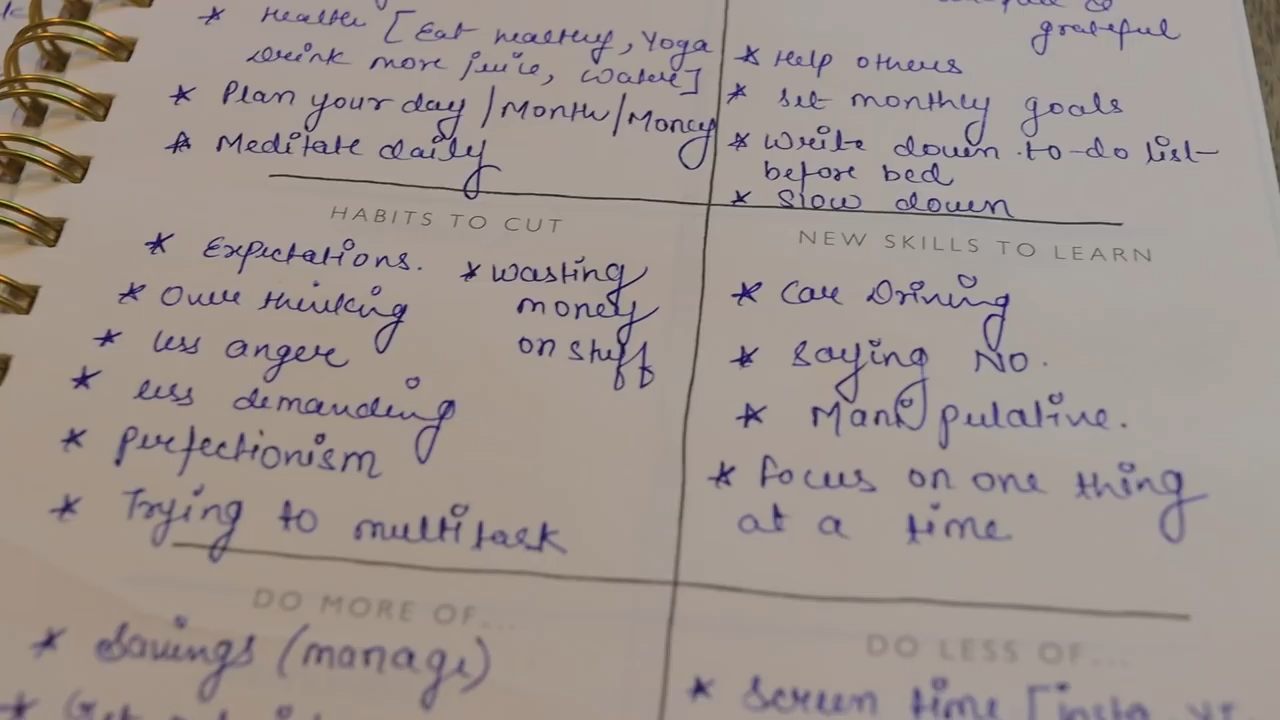 * Health [Eat healthy, Yoga
Drink more juice, water]
* Plan your day / Month / Money
* Meditate daily
grateful
* Help others
* set monthly goals
* write down to-do list
before bed
* Slow down
HABITS TO CUT
* Expectations.
* Over thinking
* less anger
* less demanding
* Perfectionism
* Trying to multitask
* wasting
money
on stuff
NEW SKILLS TO LEARN
* Car Driving
* Saying No.
* Manipulative.
* Focus on one thing
at a time
DO MORE OF...
* Savings (manage)
DO LESS OF...
* Screen time [insta,